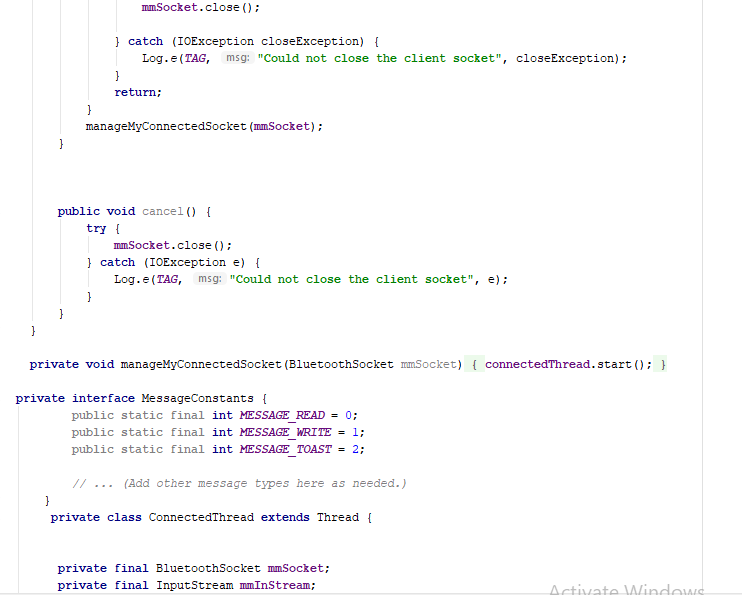 mmSocket.close();
} catch (IOException closeException) {
Log.e(TAG, msg: "Could not close the client socket", closeException);
}
return;
}
manageMyConnectedSocket(mmSocket);
}
public void cancel() {
try {
mmSocket.close();
} catch (IOException e) {
Log.e(TAG, msg: "Could not close the client socket", e);
}
}
}
private void manageMyConnectedSocket(BluetoothSocket mmSocket) { connectedThread.start(); }
private interface MessageConstants {
public static final int MESSAGE_READ = 0;
public static final int MESSAGE_WRITE = 1;
public static final int MESSAGE_TOAST = 2;
// ... (Add other message types here as needed.)
}
private class ConnectedThread extends Thread {
private final BluetoothSocket mmSocket;
private final InputStream mmInStream;
Activate Windows